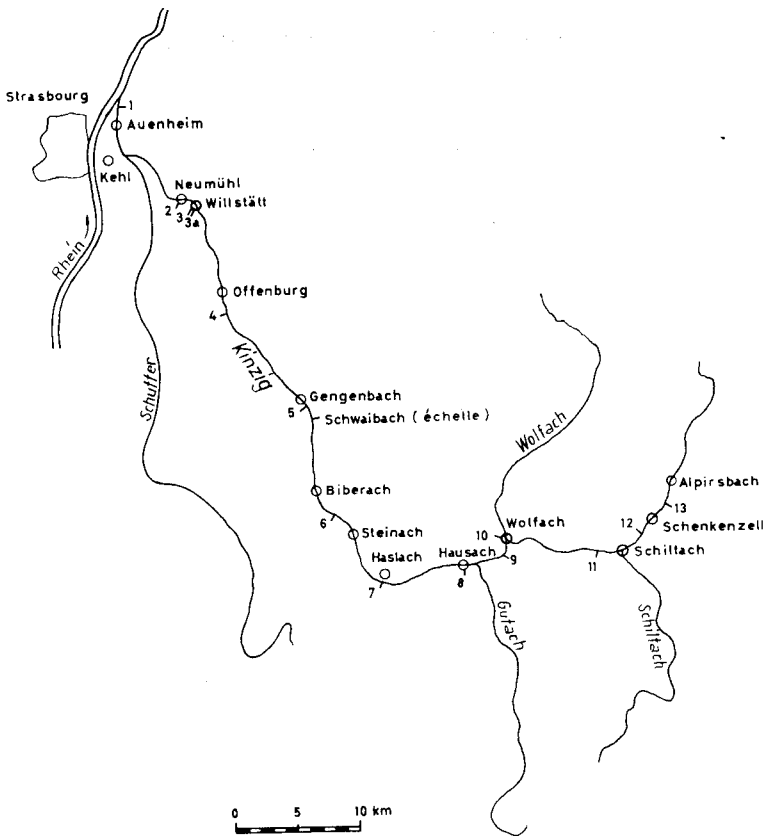 Strasbourg
1
Auenheim
Kehl
Neumühl
Willstätt
2
3
3a
Rhein
Offenburg
4
Kinzig
Schutter
Gengenbach
5
Schwaibach ( échelle )
Wolfach
Biberach
Alpirsbach
6
13
Steinach
12
Schenkenzell
10
Wolfach
Haslach
Hausach
9
11
Schiltach
7
8
Gutach
Schiltach
0 5 10 km